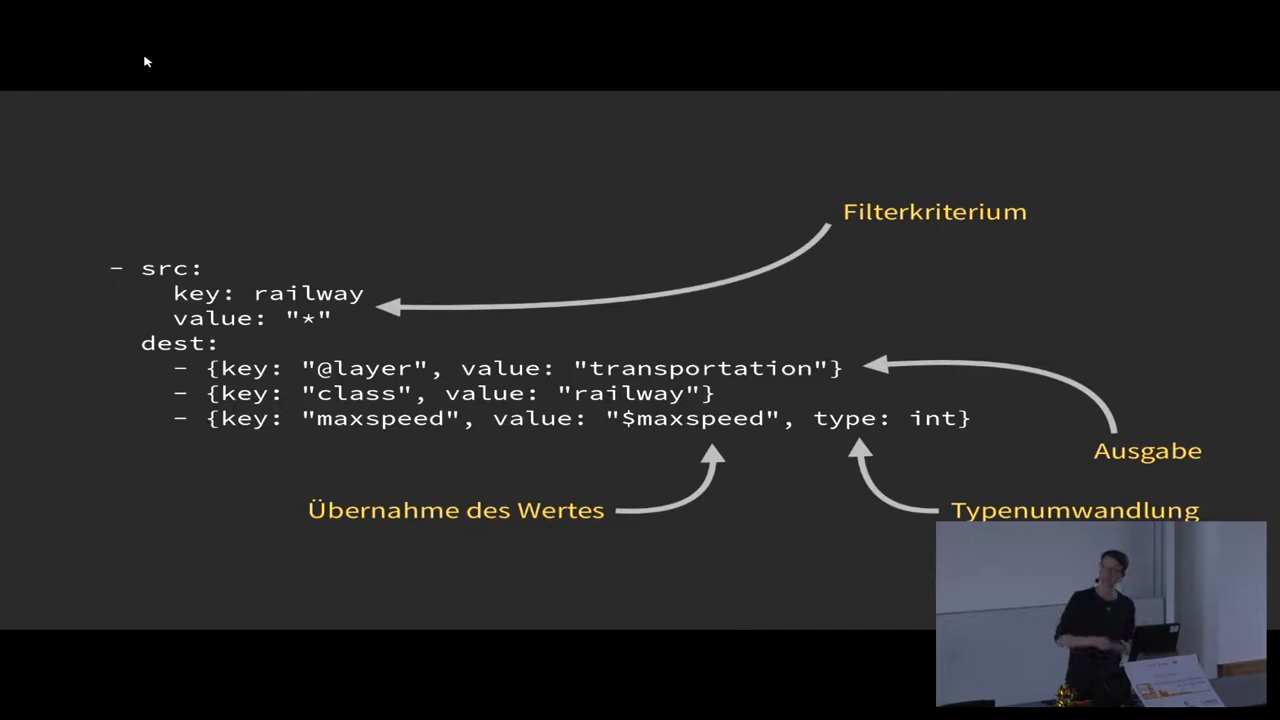 Filterkriterium
- src:
key: railway
value: "*"
dest:
- {key: "@layer", value: "transportation"}
- {key: "class", value: "railway"}
- {key: "maxspeed", value: "$maxspeed", type: int}
Ausgabe
Übernahme des Wertes
Typenumwandlung